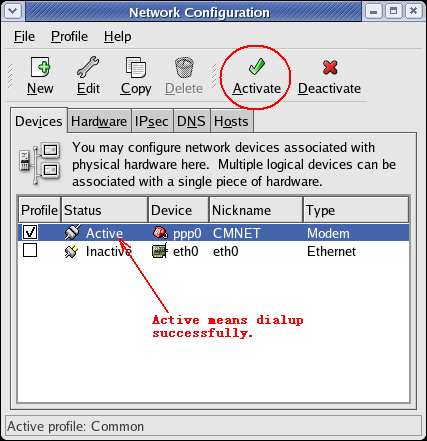 Network Configuration
File Profile Help
New Edit Copy Delete Activate Deactivate
Devices Hardware IPsec DNS Hosts
You may configure network devices associated with
physical hardware here.  Multiple logical devices can be
associated with a single piece of hardware.
Profile Status Device Nickname Type
Active ppp0 CMNET Modem
Inactive eth0 eth0 Ethernet
Active means dialup
successfully.
Active profile: Common